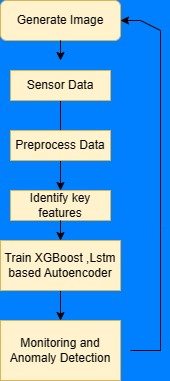 Generate Image
Sensor Data
Preprocess Data
Identify key
features
Train XGBoost ,Lstm
based Autoencoder
Monitoring and
Anomaly Detection